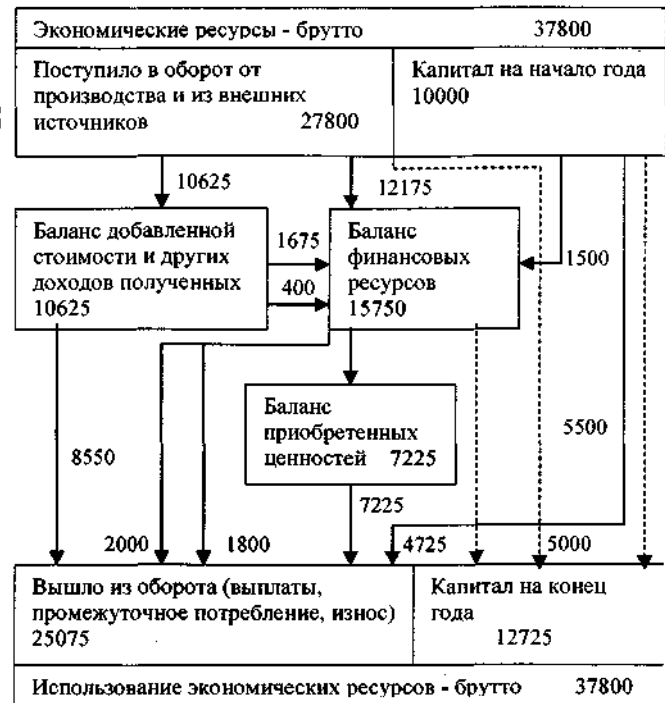 Экономические ресурсы - брутто 37800
Поступило в оборот от
производства и из внешних
источников 27800
Капитал на начало года
10000
10625
12175
Баланс добавленной
стоимости и других
доходов полученных
10625
1675
400
Баланс
финансовых
ресурсов
15750
1500
Баланс
приобретенных
ценностей 7225
5500
8550
7225
2000
1800
4725
5000
Вышло из оборота (выплаты,
промежуточное потребление, износ)
25075
Капитал на конец
года
12725
Использование экономических ресурсов - брутто 37800